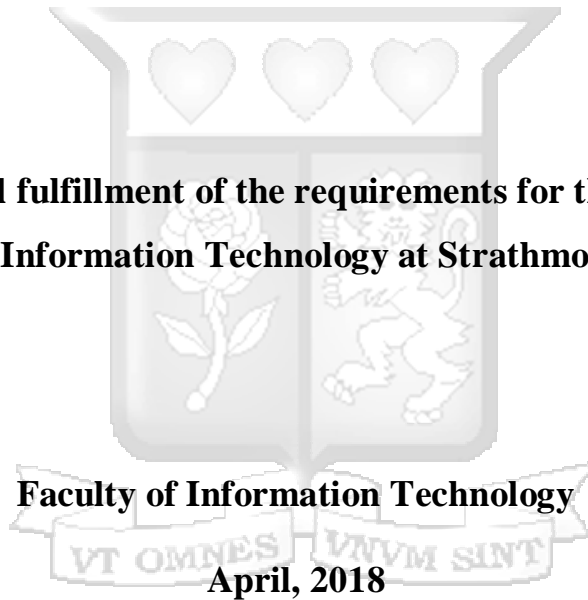 l fulfillment of the requirements for t
Information Technology at Strathmo
Faculty of Information Technology
VT OMNES VNVM SINT
April, 2018